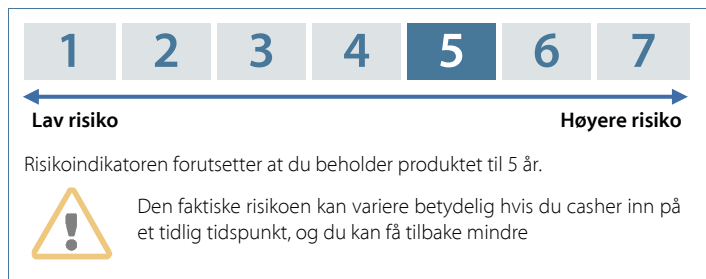 1 2 3 4 5 6 7
Lav risiko Høyere risiko
Risikoindikatoren forutsetter at du beholder produktet til 5 år.
Den faktiske risikoen kan variere betydelig hvis du casher inn på
et tidlig tidspunkt, og du kan få tilbake mindre